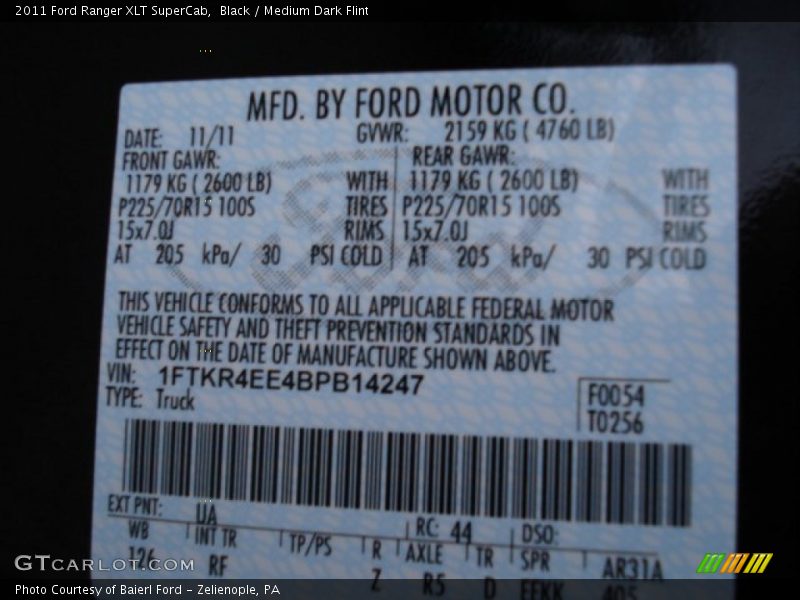 2011 Ford Ranger XLT SuperCab,  Black / Medium Dark Flint
MFD. BY FORD MOTOR CO.
DATE: 11/11 GVWR: 2159 KG ( 4760 LB)
FRONT GAWR: REAR GAWR:
1179 KG ( 2600 LB) WITH 1179 KG ( 2600 LB) WITH
P225/70R15 100S TIRES P225/70R15 100S TIRES
15x7.0J RIMS 15x7.0J RIMS
AT 205 kPa/ 30 PSI COLD AT 205 kPa/ 30 PSI COLD
THIS VEHICLE CONFORMS TO ALL APPLICABLE FEDERAL MOTOR
VEHICLE SAFETY AND THEFT PREVENTION STANDARDS IN
EFFECT ON THE DATE OF MANUFACTURE SHOWN ABOVE.
VIN: 1FTKR4EE4BPB14247
TYPE: Truck
F0054
T0256
EXT PNT: UA RC: 44 DSO:
WB INT TR TP/PS R AXLE TR SPR AR31A
126 RF Z R5 D
GTCARLOT.COM
Photo Courtesy of Baierl Ford - Zelienople, PA